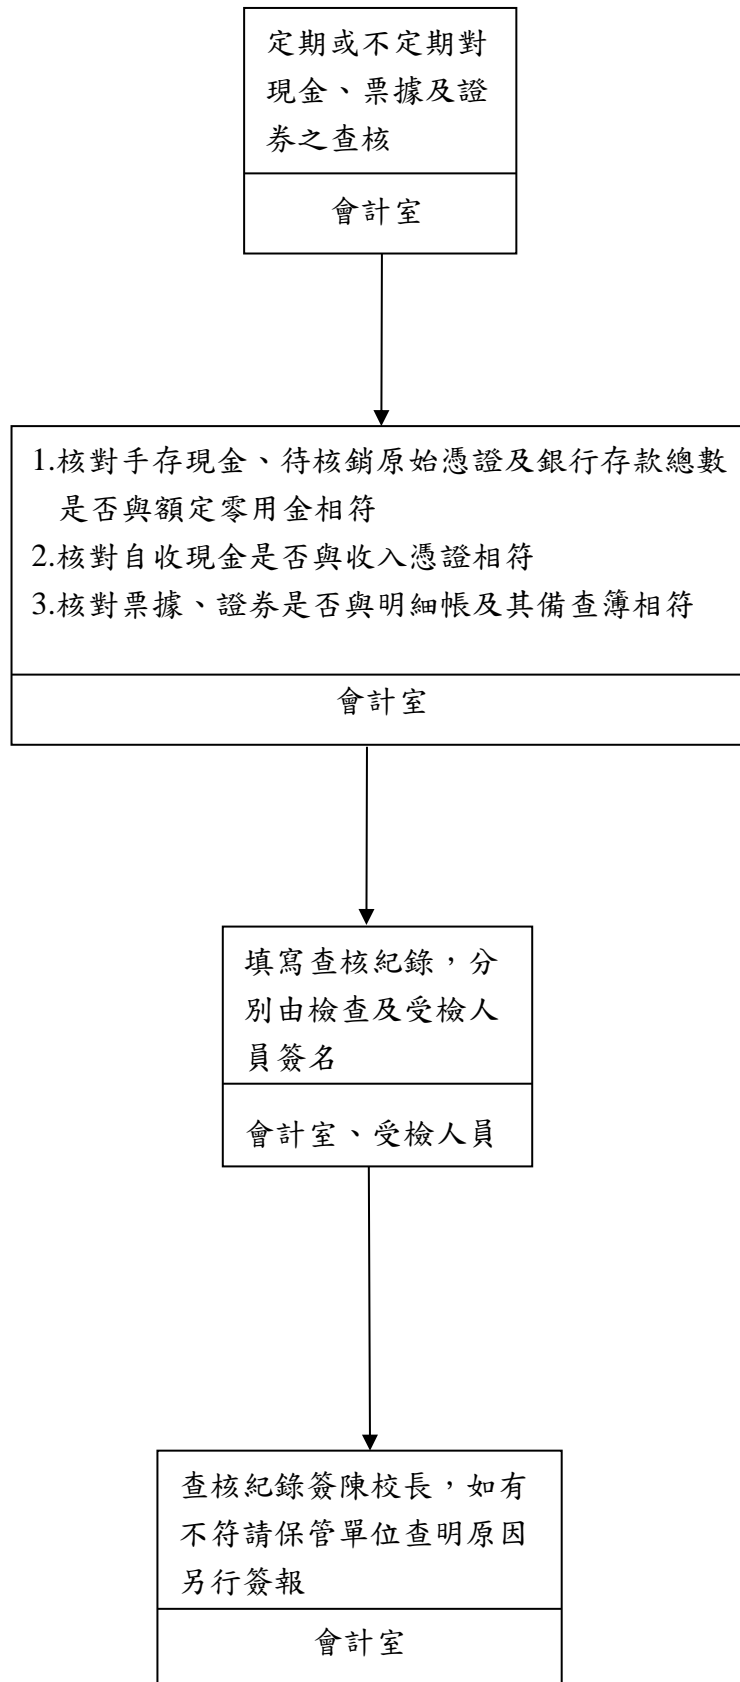 定期或不定期對
現金、票據及證
券之查核
會計室
1.核對手存現金、待核銷原始憑證及銀行存款總數
是否與額定零用金相符
2.核對自收現金是否與收入憑證相符
3.核對票據、證券是否與明細帳及其備查簿相符
會計室
填寫查核紀錄，分
別由檢查及受檢人
員簽名
會計室、受檢人員
查核紀錄簽陳校長，如有
不符請保管單位查明原因
另行簽報
會計室